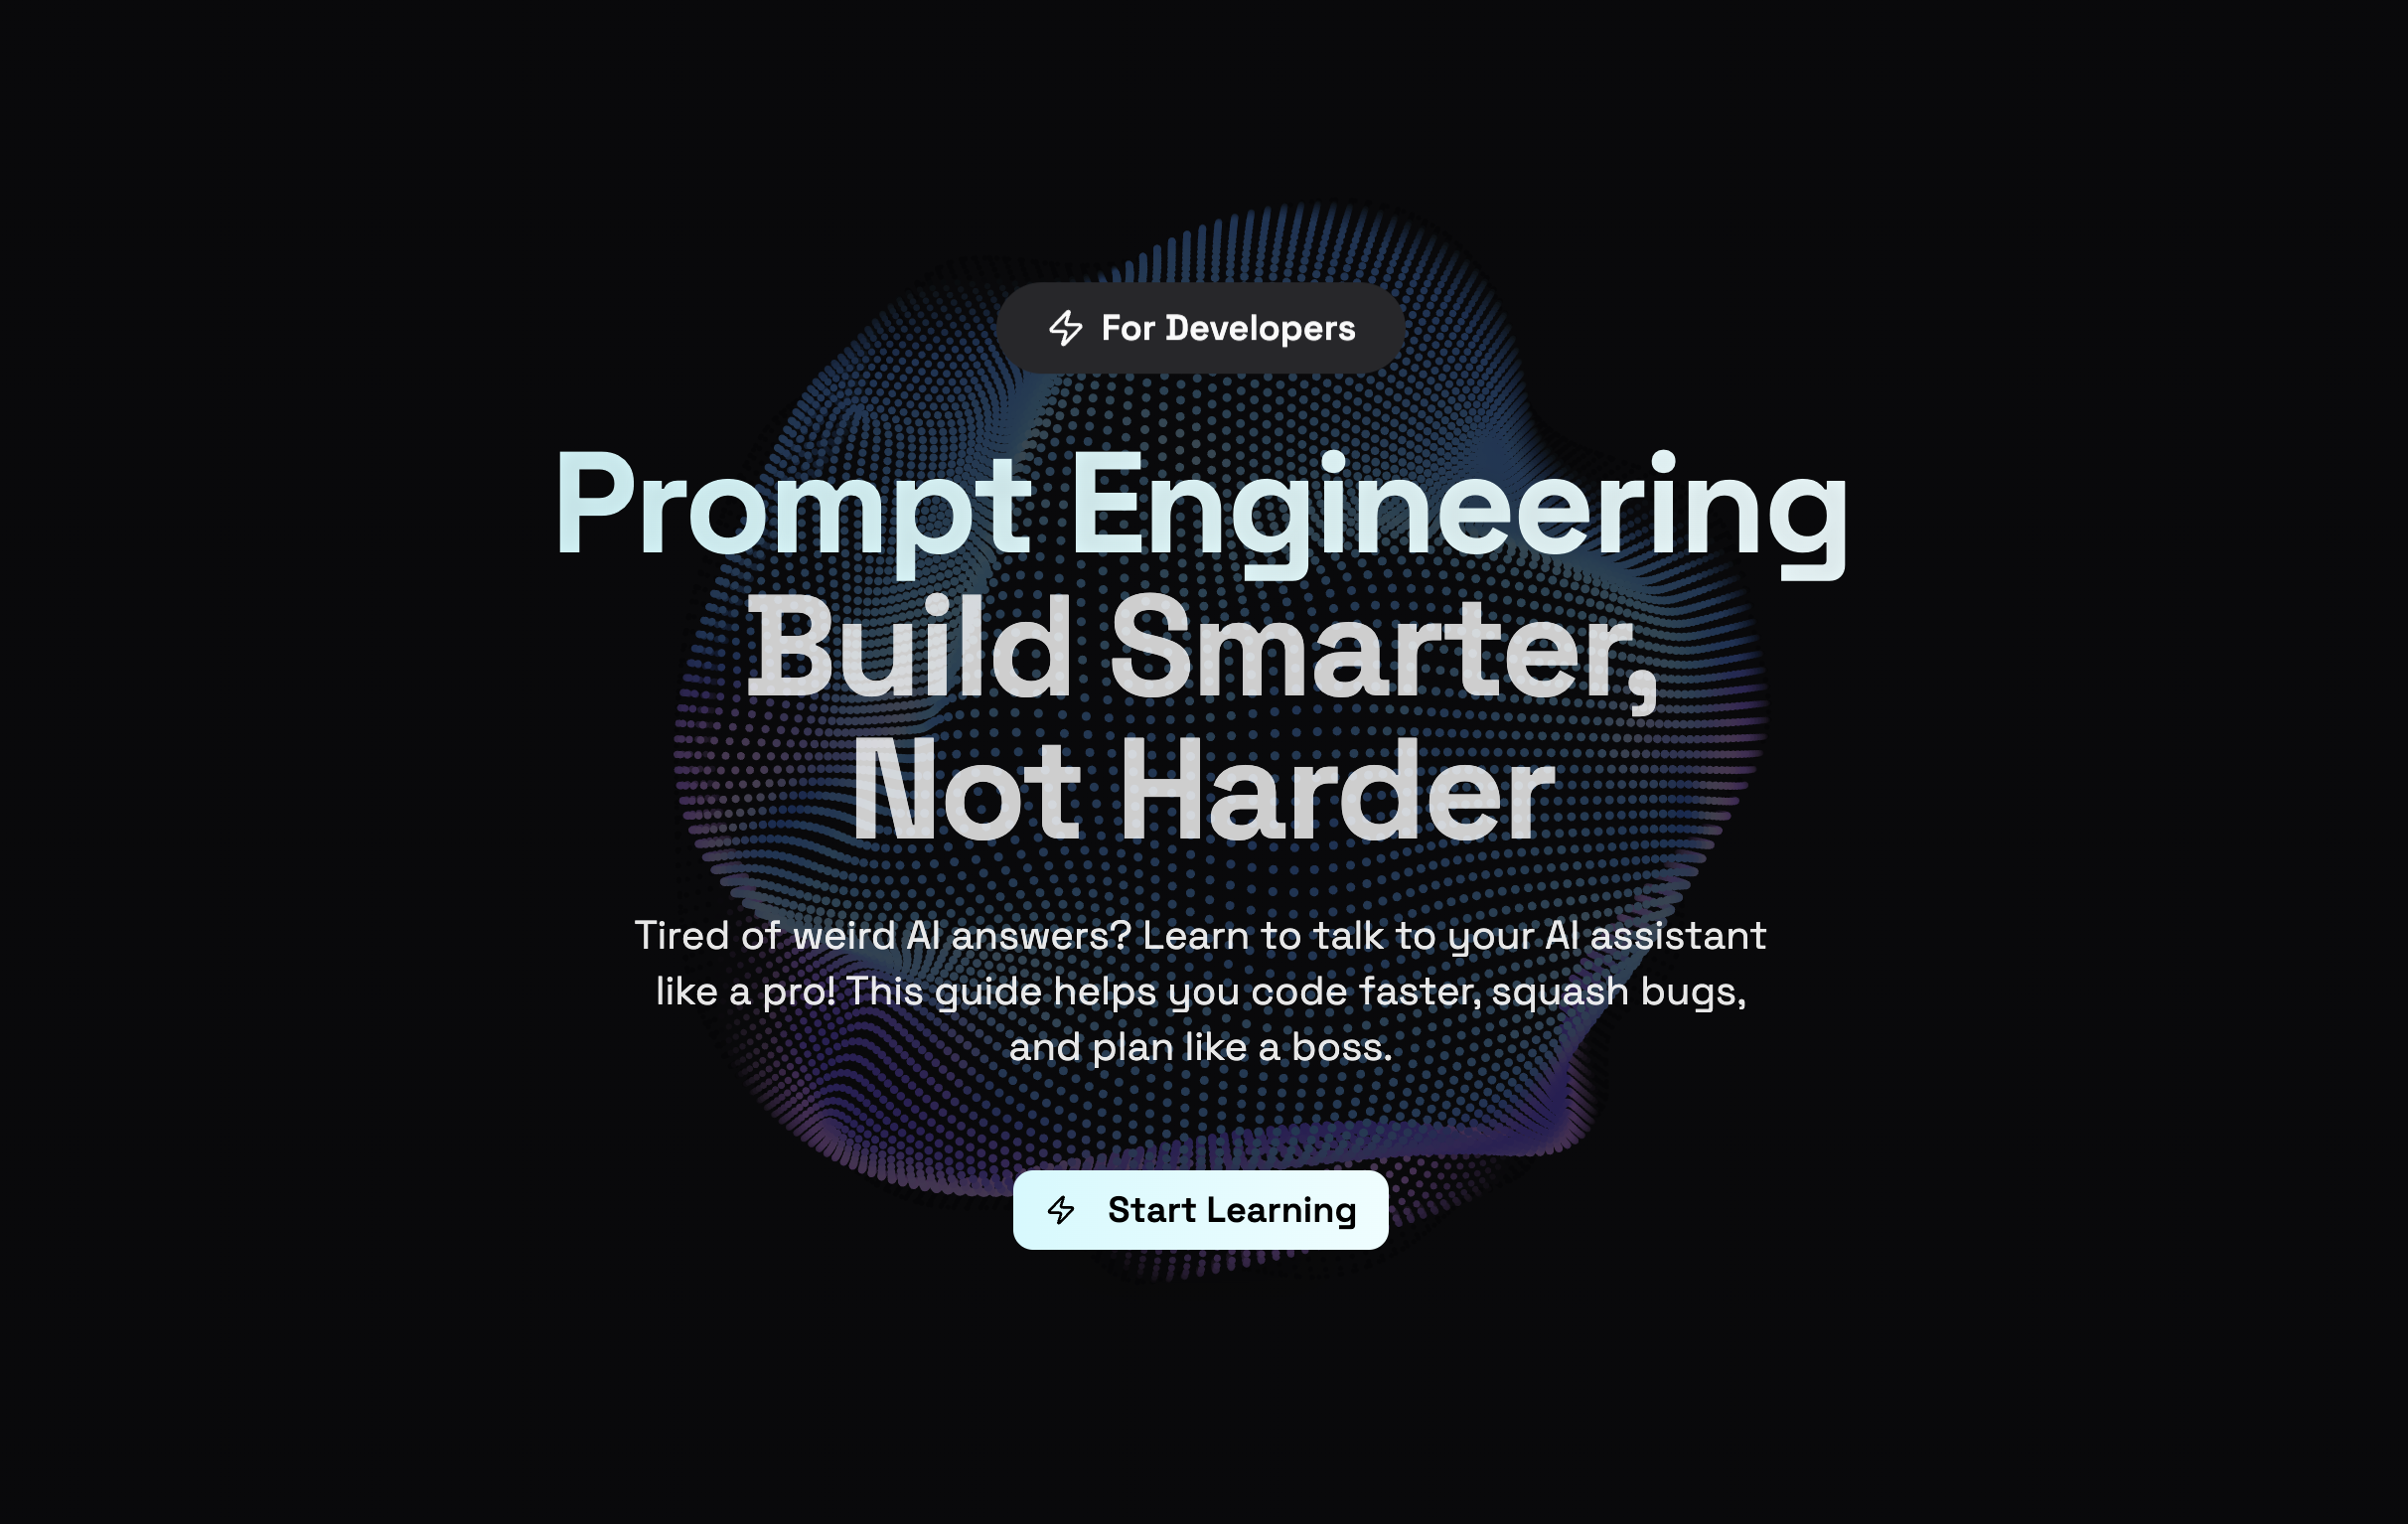 For Developers
Prompt Engineering
Build Smarter,
Not Harder
Tired of weird AI answers? Learn to talk to your AI assistant
like a pro! This guide helps you code faster, squash bugs,
and plan like a boss.
Start Learning